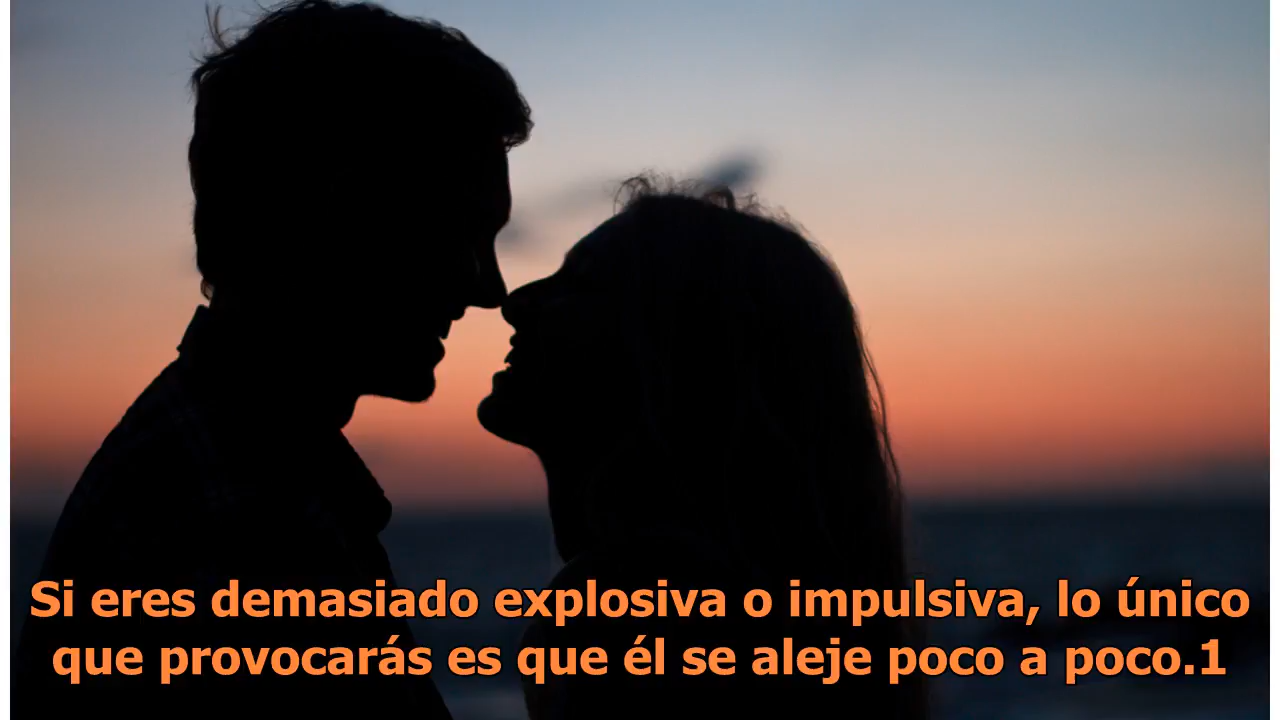 Si eres demasiado explosiva o impulsiva, lo único
que provocarás es que él se aleje poco a poco.1